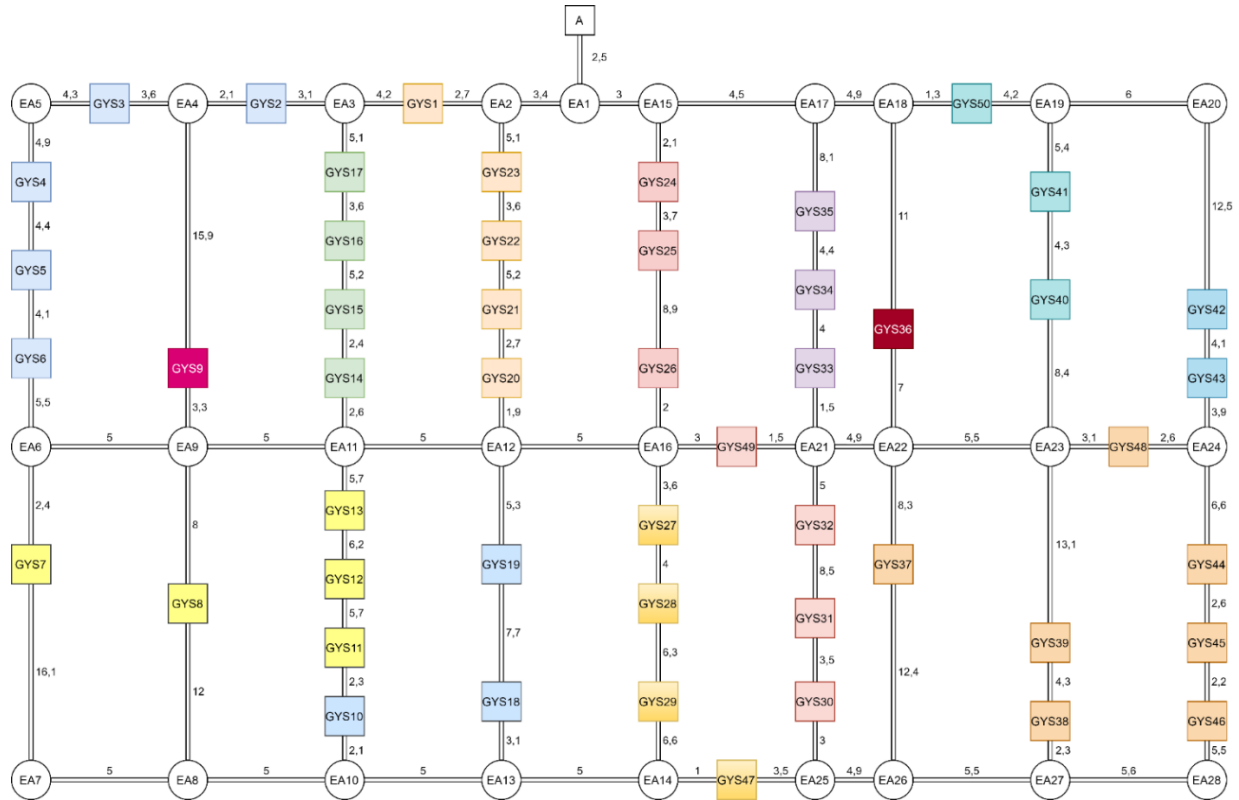 A
2,5
EA5 4,3 GYS3 3,6 EA4 2,1 GYS2 3,1 EA3 4,2 GYS1 2,7 EA2 3,4 EA1 3 EA15 4,5 EA17 4,9 EA18 1,3 GYS50 4,2 EA19 6 EA20
4,9 5,1 5,1 2,1 8,1 5,4
GYS4 GYS17 GYS23 GYS24 GYS41
4,4 15,9 3,6 3,6 3,7 GYS35 11 4,3 12,5
GYS5 GYS16 GYS22 GYS25 4,4
4,1 5,2 5,2 8,9 GYS34 GYS40
GYS6 GYS15 GYS21 4 GYS36 GYS42
2,4 2,7 4,1
GYS9 GYS14 GYS20 GYS26 GYS33 7 8,4 GYS43
5,5 3,3 2,6 1,9 2 1,5 3,9
EA6 5 EA9 5 EA11 5 EA12 5 EA16 3 GYS49 1,5 EA21 4,9 EA22 5,5 EA23 3,1 GYS48 2,6 EA24
2,4 8 5,7 5,3 3,6 5 8,3 13,1 6,6
GYS13 GYS27 GYS32
GYS7 6,2 GYS19 4 8,5 GYS37 GYS44
GYS8 GYS12 GYS28 2,6
5,7 7,7 6,3 GYS31
16,1 12 GYS11 3,5 12,4 GYS39 GYS45
2,3 4,3 2,2
GYS10 GYS18 GYS29 GYS30 GYS38 GYS46
2,1 3,1 6,6 3 2,3 5,5
EA7 5 EA8 5 EA10 5 EA13 5 EA14 1 GYS47 3,5 EA25 4,9 EA26 5,5 EA27 5,6 EA28